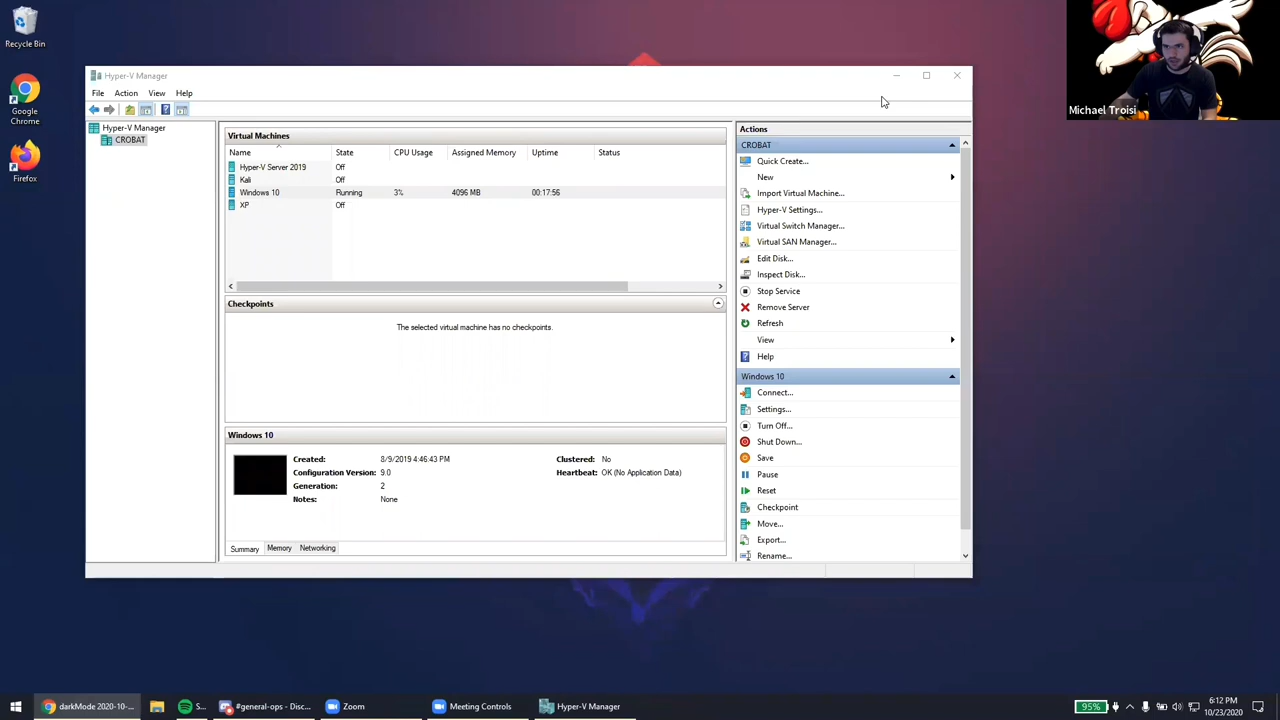 Recycle Bin
Google
Chrome
Firefox
Hyper-V Manager
File Action View Help
Hyper-V Manager
CROBAT
Virtual Machines
Name State CPU Usage Assigned Memory Uptime Status
Hyper-V Server 2019 Off
Kali Off
Windows 10 Running 3% 4096 MB 00:17:56
XP Off
Checkpoints
The selected virtual machine has no checkpoints.
Windows 10
Created: 8/9/2019 4:46:43 PM Clustered: No
Configuration Version: 9.0 Heartbeat: OK (No Application Data)
Generation: 2
Notes: None
Summary Memory Networking
Actions
CROBAT
Quick Create...
New
Import Virtual Machine...
Hyper-V Settings...
Virtual Switch Manager...
Virtual SAN Manager...
Edit Disk...
Inspect Disk...
Stop Service
Remove Server
Refresh
View
Help
Windows 10
Connect...
Settings...
Turn Off...
Shut Down...
Save
Pause
Reset
Checkpoint
Move...
Export...
Rename...
Michael Troisi
darkMode 2020-10-... S... #general-ops - Disc... Zoom Meeting Controls Hyper-V Manager 95% 6:12 PM
10/23/2020